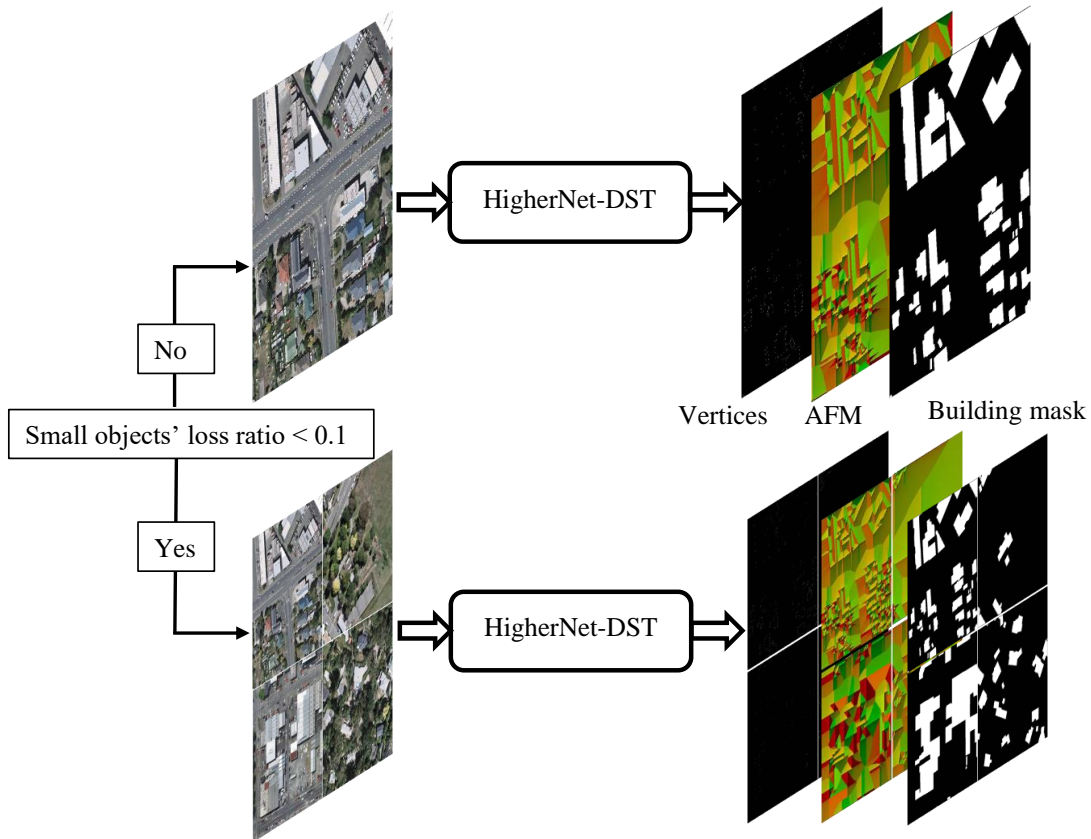 HigherNet-DST
No
Vertices
AFM
Building mask
Small objects’ loss ratio < 0.1
Yes
HigherNet-DST